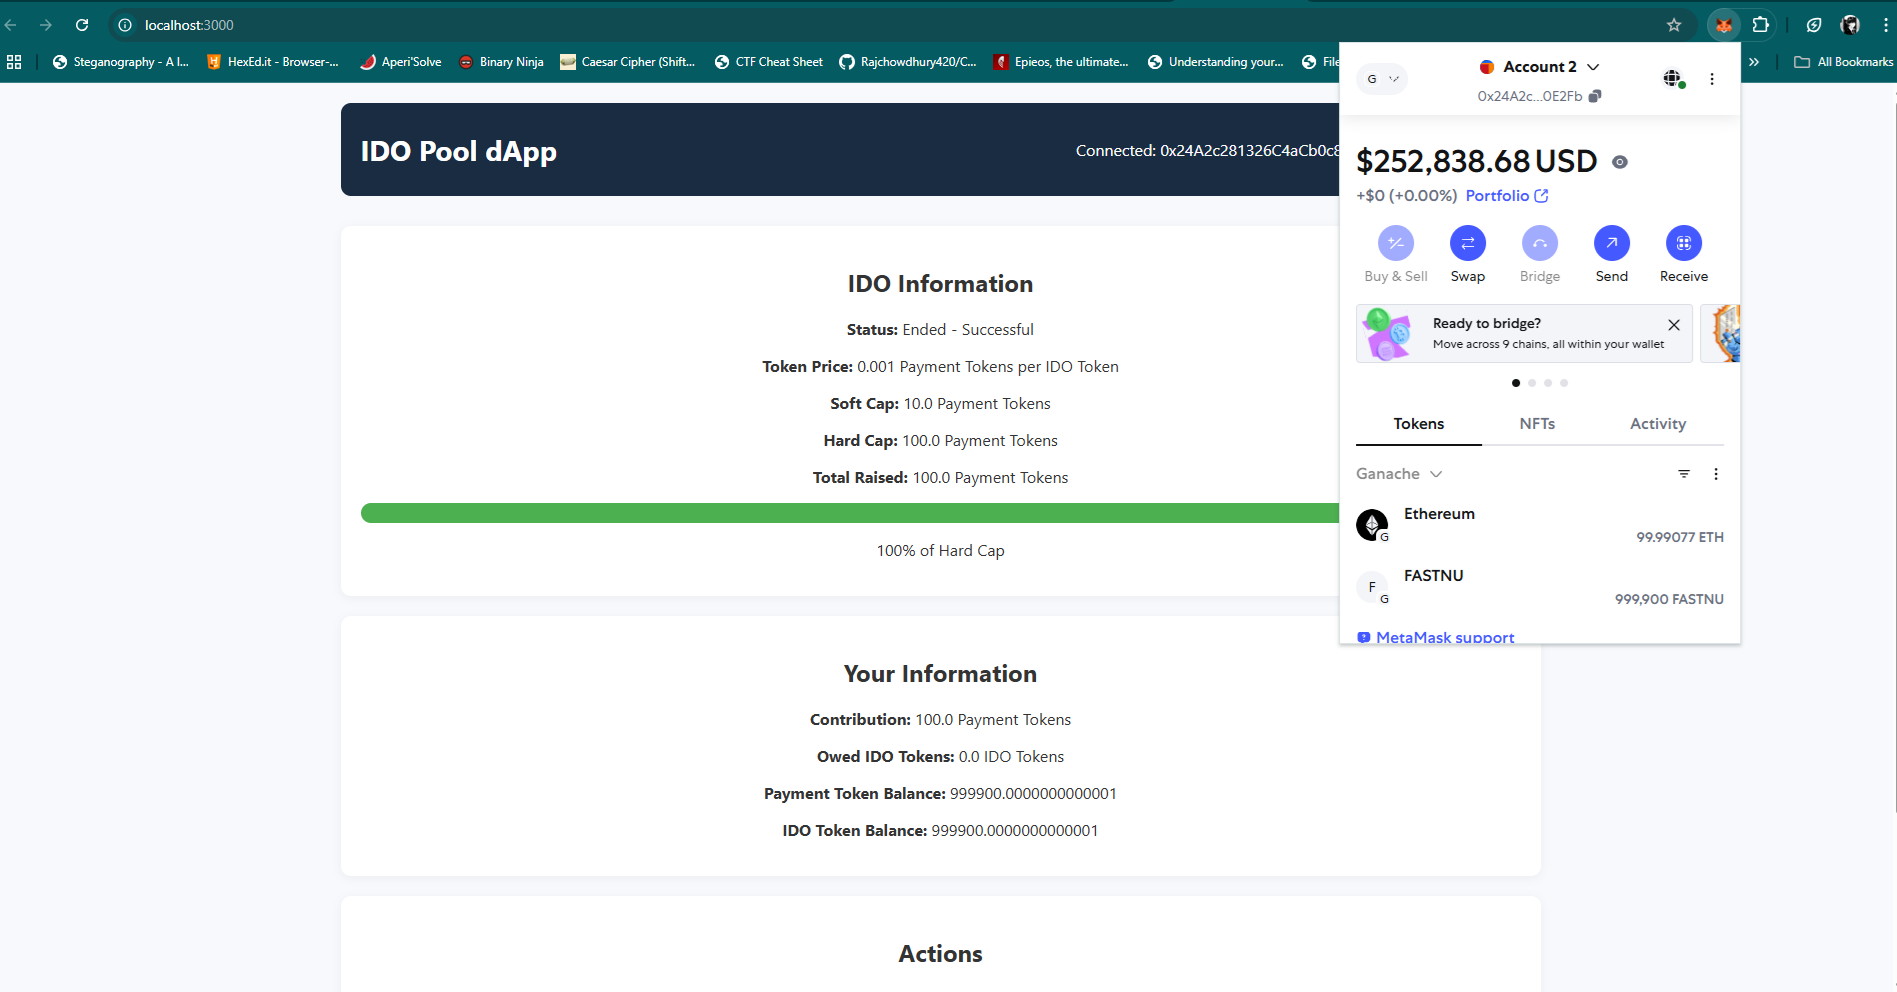 localhost:3000
Steganography - A l...
HexEd.it - Browser-...
Aperi'Solve
Binary Ninja
Caesar Cipher (Shift...
CTF Cheat Sheet
Rajchowdhury420/C...
Epieos, the ultimate...
Understanding your...
File
»
All Bookmarks
IDO Pool dApp
Connected: 0x24A2c281326C4aCb0c8
IDO Information
Status: Ended - Successful
Token Price: 0.001 Payment Tokens per IDO Token
Soft Cap: 10.0 Payment Tokens
Hard Cap: 100.0 Payment Tokens
Total Raised: 100.0 Payment Tokens
100% of Hard Cap
Your Information
Contribution: 100.0 Payment Tokens
Owed IDO Tokens: 0.0 IDO Tokens
Payment Token Balance: 999900.0000000000001
IDO Token Balance: 999900.0000000000001
Actions
G
Account 2
0x24A2c...0E2Fb
$252,838.68 USD
+$0 (+0.00%) Portfolio
Buy & Sell
Swap
Bridge
Send
Receive
Ready to bridge?
Move across 9 chains, all within your wallet
Tokens
NFTs
Activity
Ganache
Ethereum
G
99.99077 ETH
FASTNU
F
G
999,900 FASTNU
MetaMask support